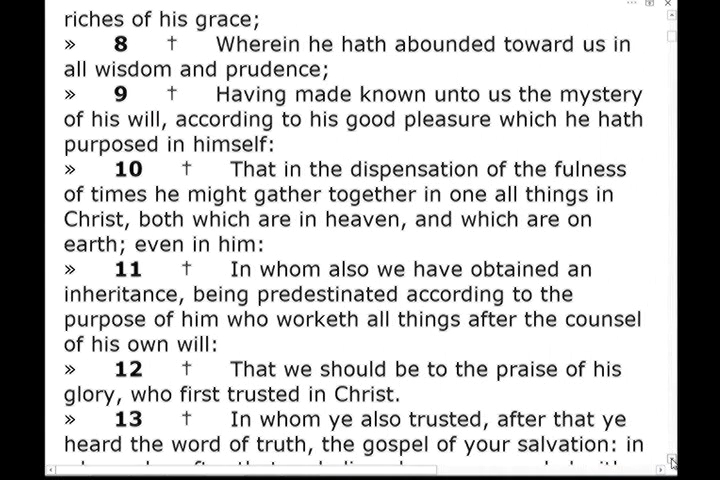 riches of his grace;
» 8 † Wherein he hath abounded toward us in
all wisdom and prudence;
» 9 † Having made known unto us the mystery
of his will, according to his good pleasure which he hath
purposed in himself:
» 10 † That in the dispensation of the fulness
of times he might gather together in one all things in
Christ, both which are in heaven, and which are on
earth; even in him:
» 11 † In whom also we have obtained an
inheritance, being predestinated according to the
purpose of him who worketh all things after the counsel
of his own will:
» 12 † That we should be to the praise of his
glory, who first trusted in Christ.
» 13 † In whom ye also trusted, after that ye
heard the word of truth, the gospel of your salvation: in